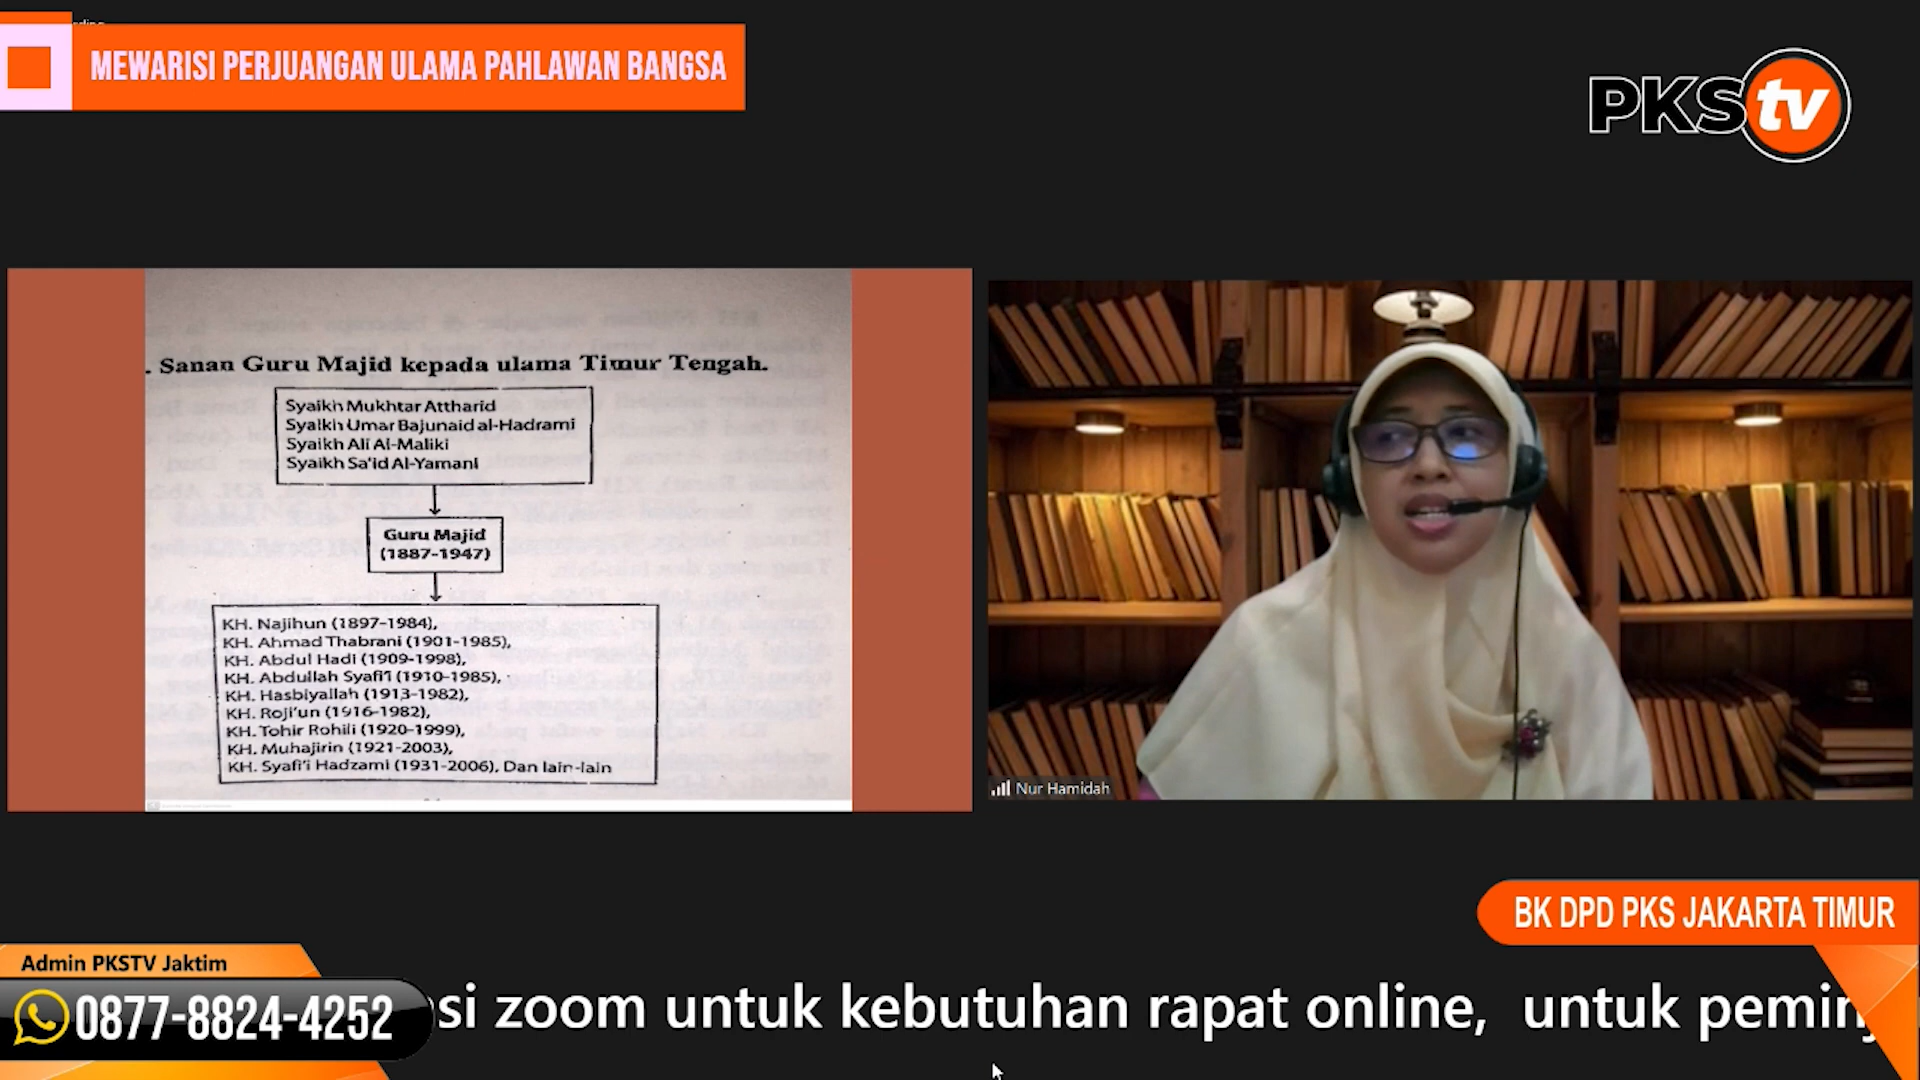 MEWARISI PERJUANGAN ULAMA PAHLAWAN BANGSA
PKStv
. Sanan Guru Majid kepada ulama Timur Tengah.
Syaikh Mukhtar Attharid
Syaikh Umar Bajunaid al-Hadrami
Syaikh Ali Al-Maliki
Syaikh Sa'id Al-Yamani
Guru Majid
(1887-1947)
KH. Najihun (1897-1984),
KH. Ahmad Thabrani (1901-1985),
KH. Abdul Hadi (1909-1998),
KH. Abdullah Syafi'i (1910-1985),
KH. Hasbiyallah (1913-1982),
KH. Roji'un (1916-1982),
KH. Tohir Rohili (1920-1999),
KH. Muhajirin (1921-2003),
KH. Syafi'i Hadzami (1931-2006), Dan lain-lain
Nur Hamidah
BK DPD PKS JAKARTA TIMUR
Admin PKSTV Jaktim
0877-8824-4252
si zoom untuk kebutuhan rapat online, untuk pemin